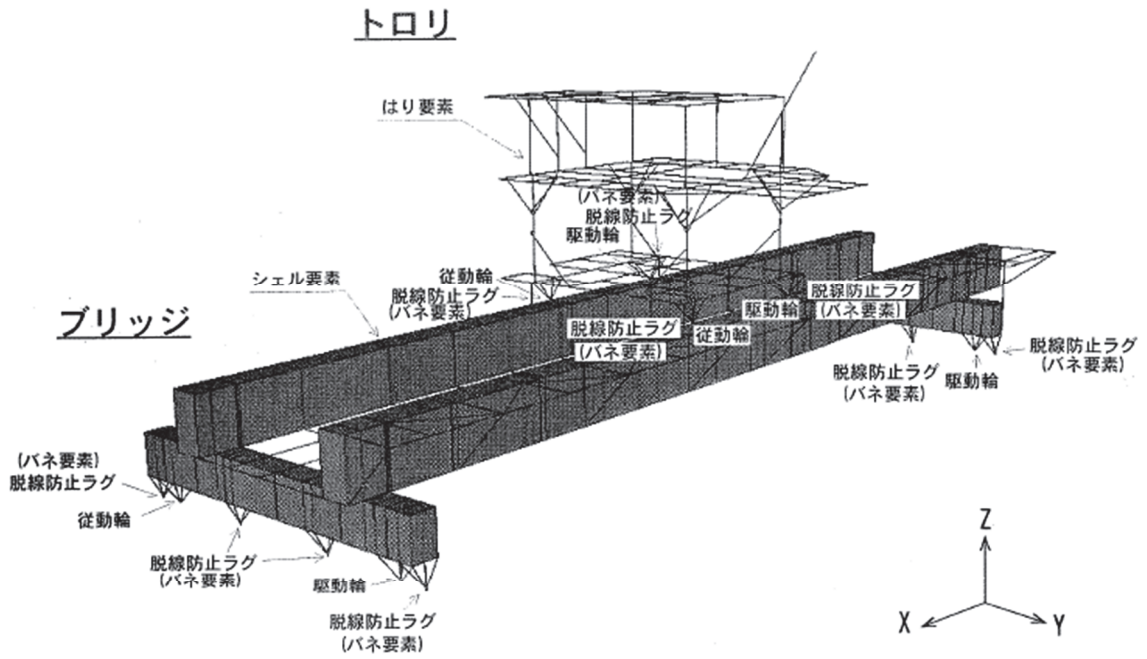 トロリ
はり要素
(バネ要素)
脱線防止ラグ
駆動輪
従動輪
脱線防止ラグ
(バネ要素)
シェル要素
ブリッジ
脱線防止ラグ
(バネ要素)
従動輪
駆動輪
脱線防止ラグ
(バネ要素)
脱線防止ラグ
(バネ要素)
駆動輪
脱線防止ラグ
(バネ要素)
(バネ要素)
脱線防止ラグ
従動輪
脱線防止ラグ
(バネ要素)
駆動輪
脱線防止ラグ
(バネ要素)
Z
X
Y